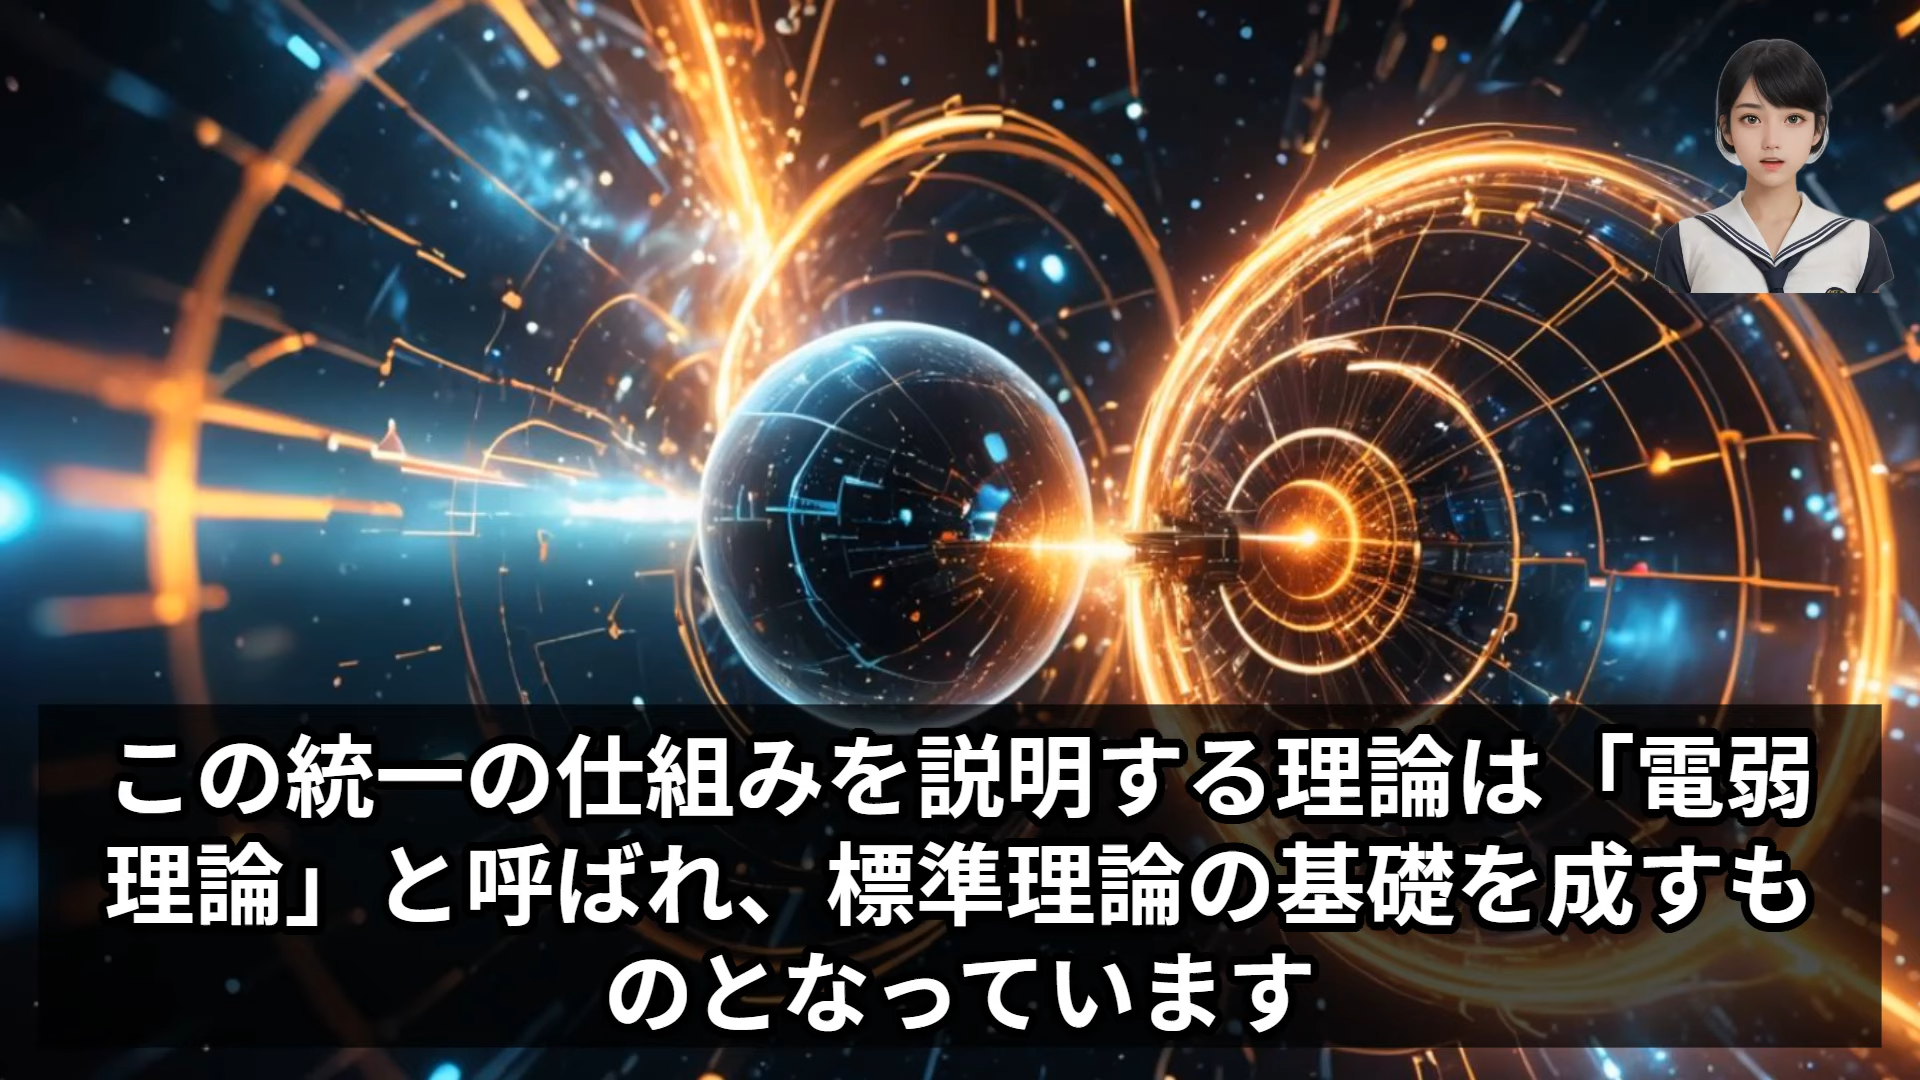 この統一の仕組みを説明する理論は「電弱
理論」と呼ばれ、標準理論の基礎を成すも
のとなっています